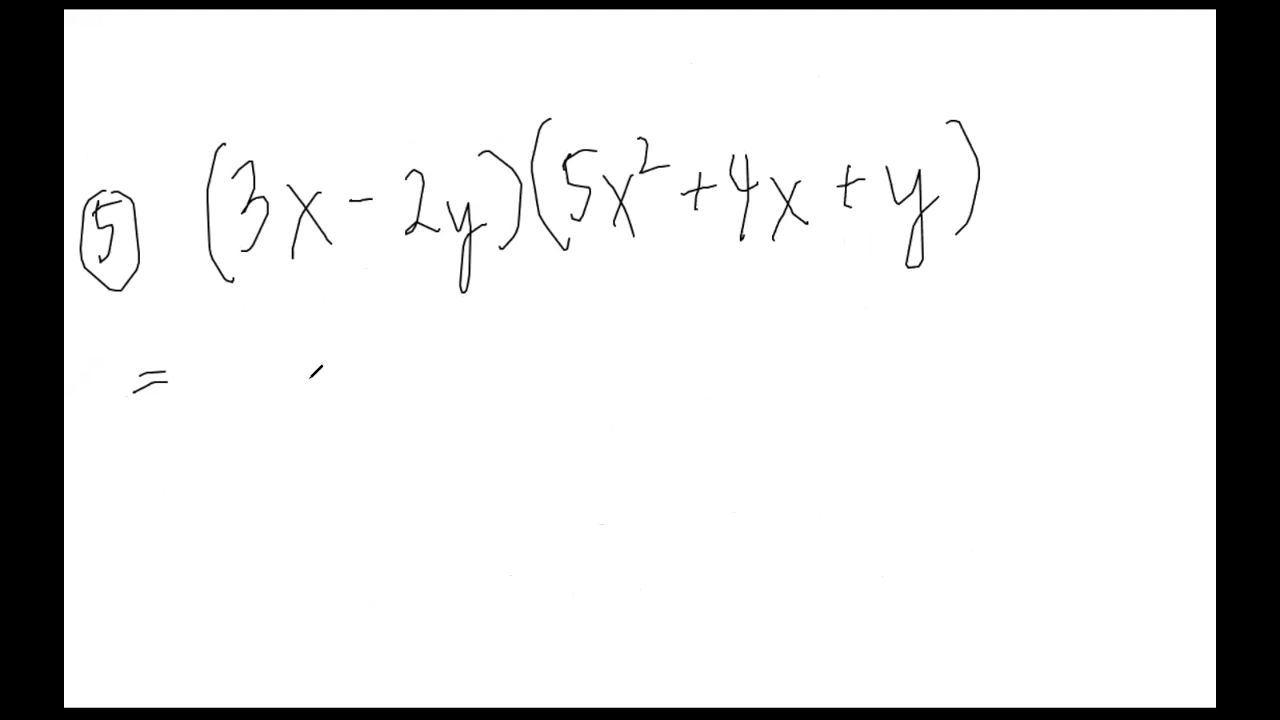 ⑤ (3x - 2y)(5x² + 4x + y)
=